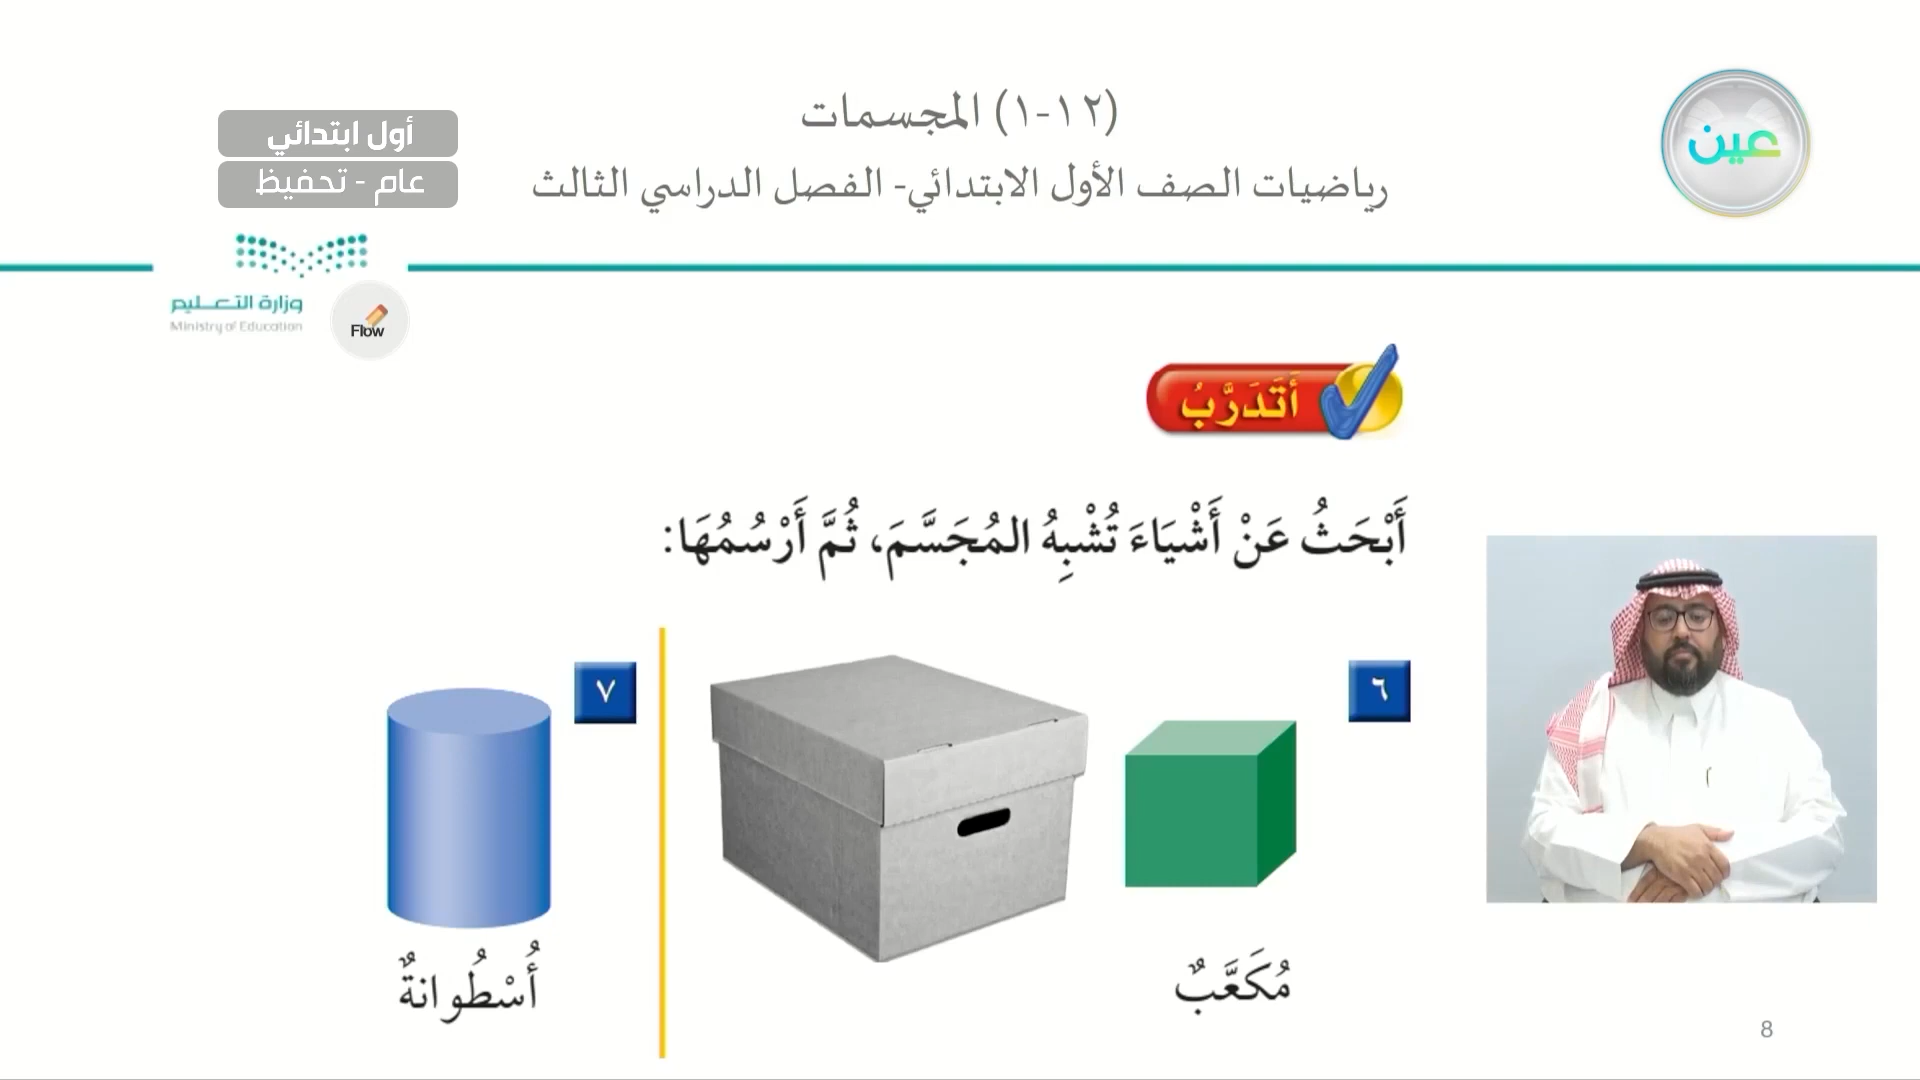 (١٢-١) المجسمات
رياضيات الصف الأول الابتدائي- الفصل الدراسي الثالث
عين
أول ابتدائي
عام - تحفيظ
وزارة التعليم
Ministry of Education
Flow
أَتَدَرَّبُ
أَبْحَثُ عَنْ أَشْيَاءَ تُشْبِهُ المُجَسَّمَ، ثُمَّ أَرْسُمُهَا:
٦
مُكَعَّبٌ
٧
أُسْطُوانةٌ
8